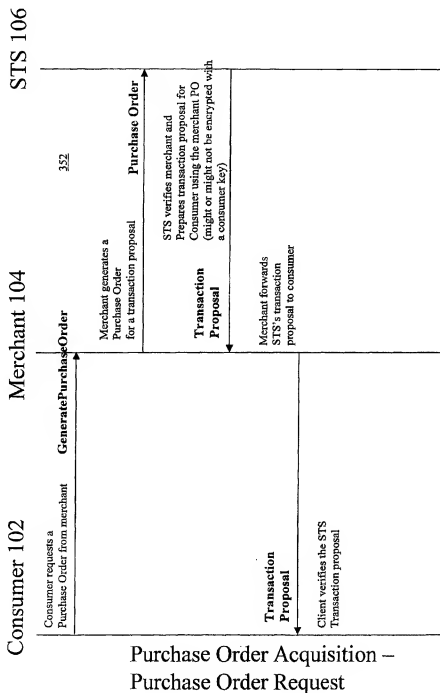 Consumer 102
Merchant 104
STS 106
Consumer requests a
Purchase Order from merchant
GeneratePurchaseOrder
352
Merchant generates a
Purchase Order
for a transaction proposal
Purchase Order
STS verifies merchant and
Prepares transaction proposal for
Consumer using the merchant PO
(might or might not be encrypted with
a consumer key)
Transaction
Proposal
Merchant forwards
STS's transaction
proposal to consumer
Transaction
Proposal
Client verifies the STS
Transaction proposal
Purchase Order Acquisition –
Purchase Order Request